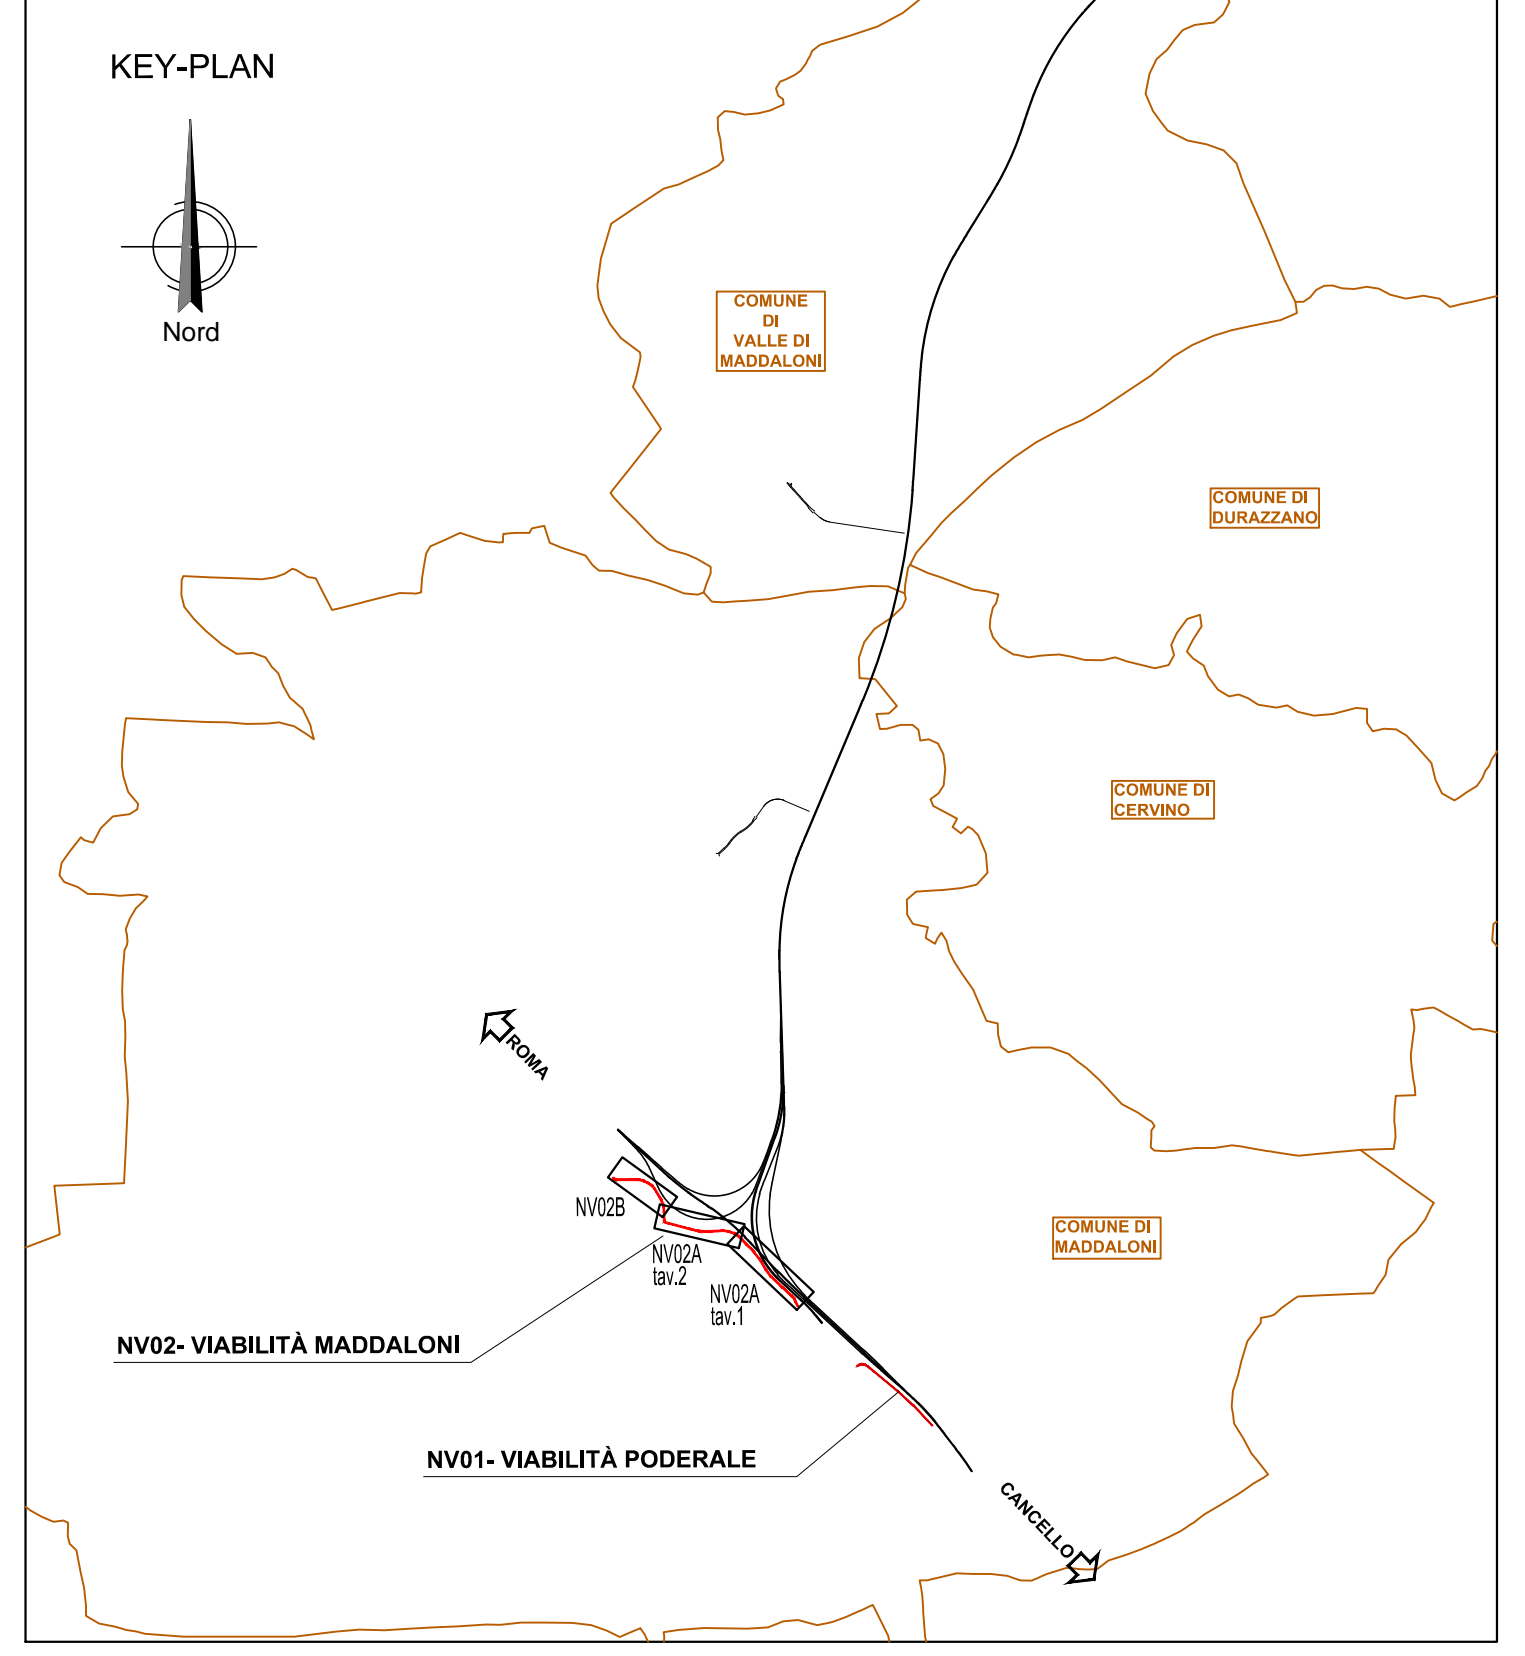 KEY-PLAN
Nord
COMUNE
DI
VALLE DI
MADDALONI
COMUNE DI
DURAZZANO
COMUNE DI
CERVINO
ROMA
NV02B
NV02A
tav.2
NV02A
tav.1
COMUNE DI
MADDALONI
NV02- VIABILITÀ MADDALONI
NV01- VIABILITÀ PODERALE
CANCELLO